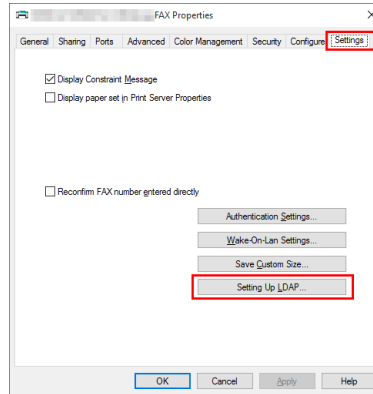 FAX Properties
General Sharing Ports Advanced Color Management Security Configure Settings
Display Constraint Message
Display paper set in Print Server Properties
Reconfirm FAX number entered directly
Authentication Settings...
Wake-On-Lan Settings...
Save Custom Size...
Setting Up LDAP...
OK Cancel Apply Help